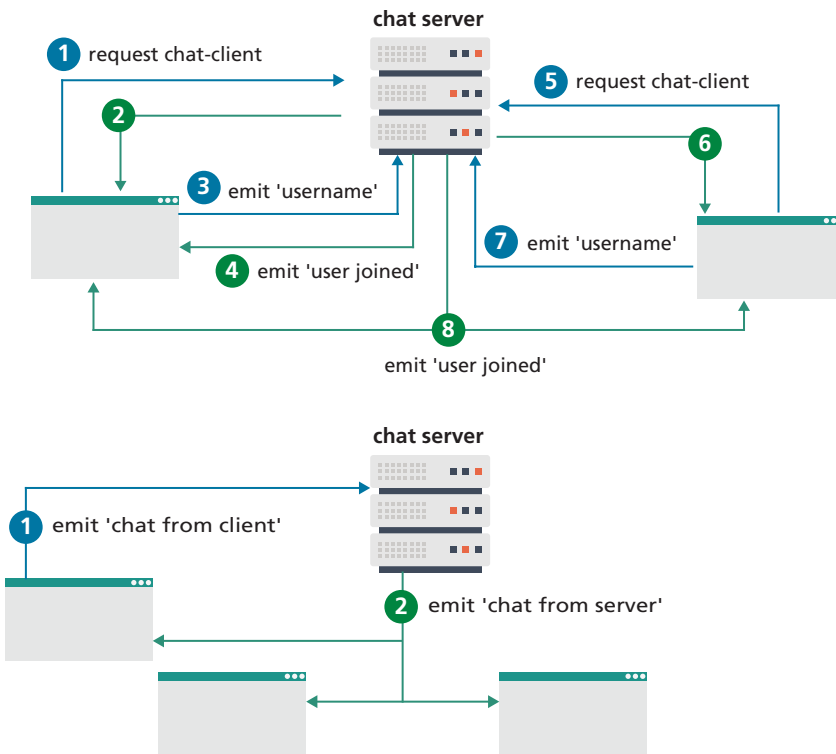 chat server
1 request chat-client
5 request chat-client
2
6
3 emit 'username'
7 emit 'username'
4 emit 'user joined'
8
emit 'user joined'
chat server
1 emit 'chat from client'
2 emit 'chat from server'